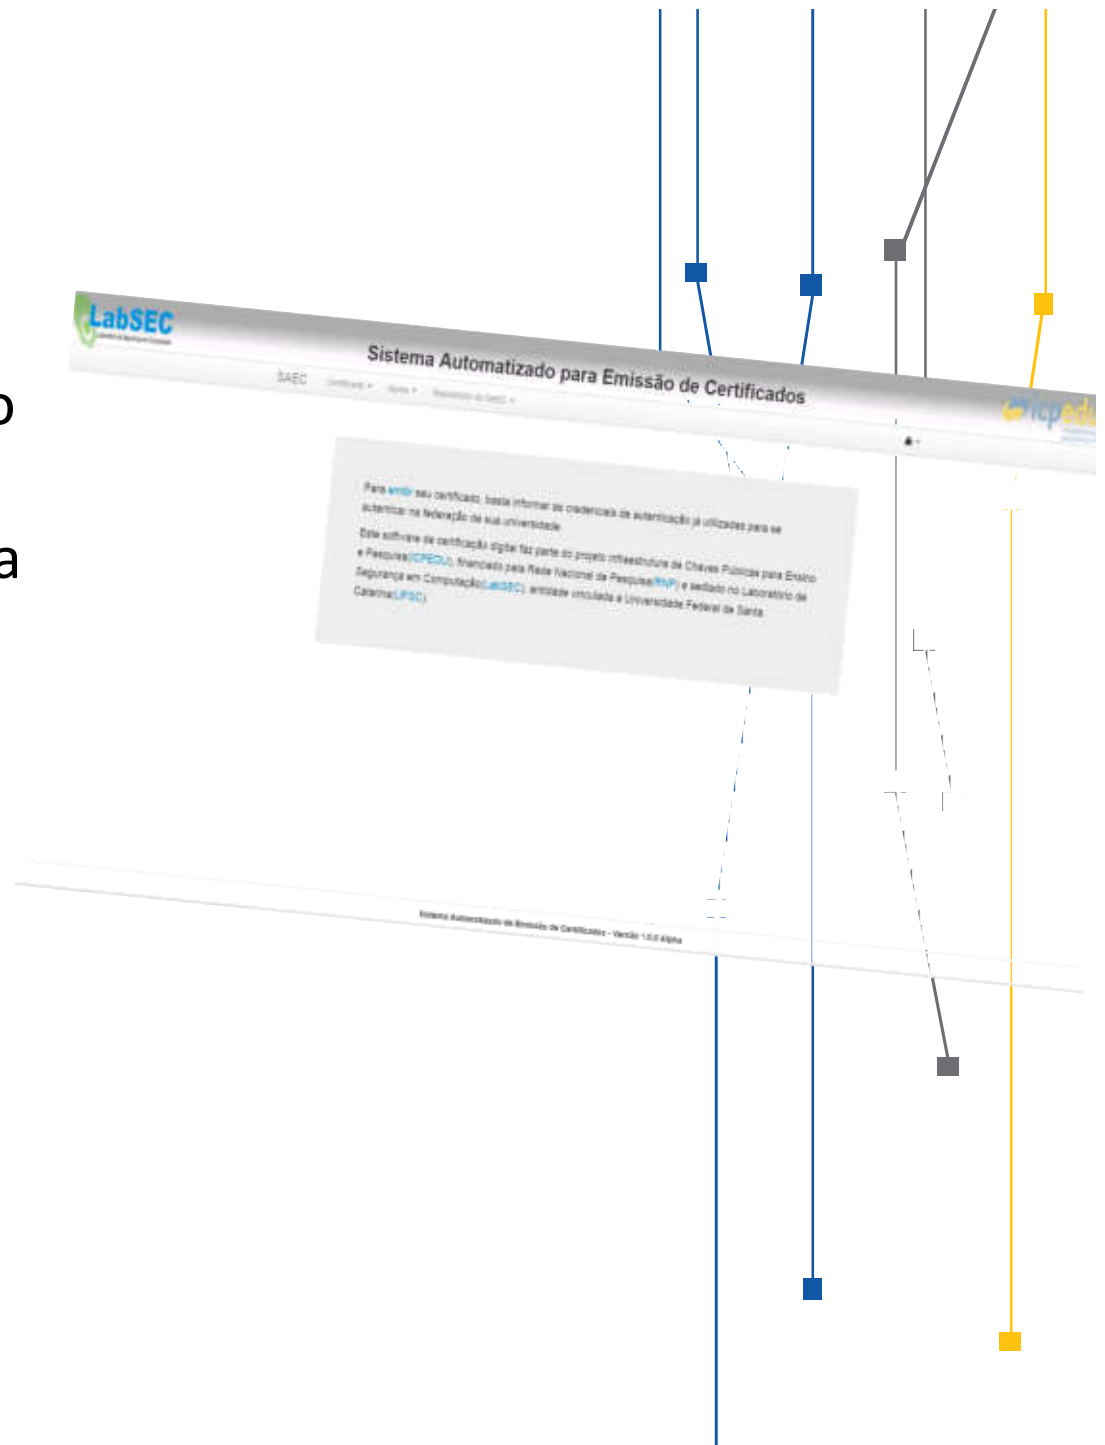 o
a
LabSEC
Sistema Automatizado para Emissão de Certificados
icpedu
SAEC Certificado Ajuda
Para emitir seu certificado, basta informar as credenciais de autenticação já utilizadas para se
autenticar na federação de sua universidade.
Este software de certificação digital faz parte do projeto Infraestrutura de Chaves Públicas para Ensino
e Pesquisa(ICPEDU), financiado pela Rede Nacional de Pesquisa(RNP) e sediado no Laboratório de
Segurança em Computação(LabSEC), entidade vinculada a Universidade Federal de Santa
Catarina(UFSC).
Sistema Automatizado de Emissão de Certificados - Versão 1.0.0 Alpha